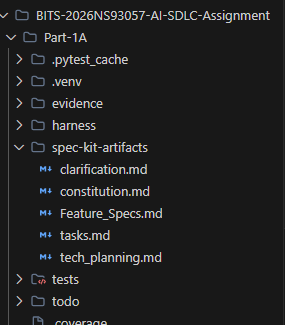 BITS-2026NS93057-AI-SDLC-Assignment
Part-1A
.pytest_cache
.venv
evidence
harness
spec-kit-artifacts
clarification.md
constitution.md
Feature_Specs.md
tasks.md
tech_planning.md
tests
todo
.coverage